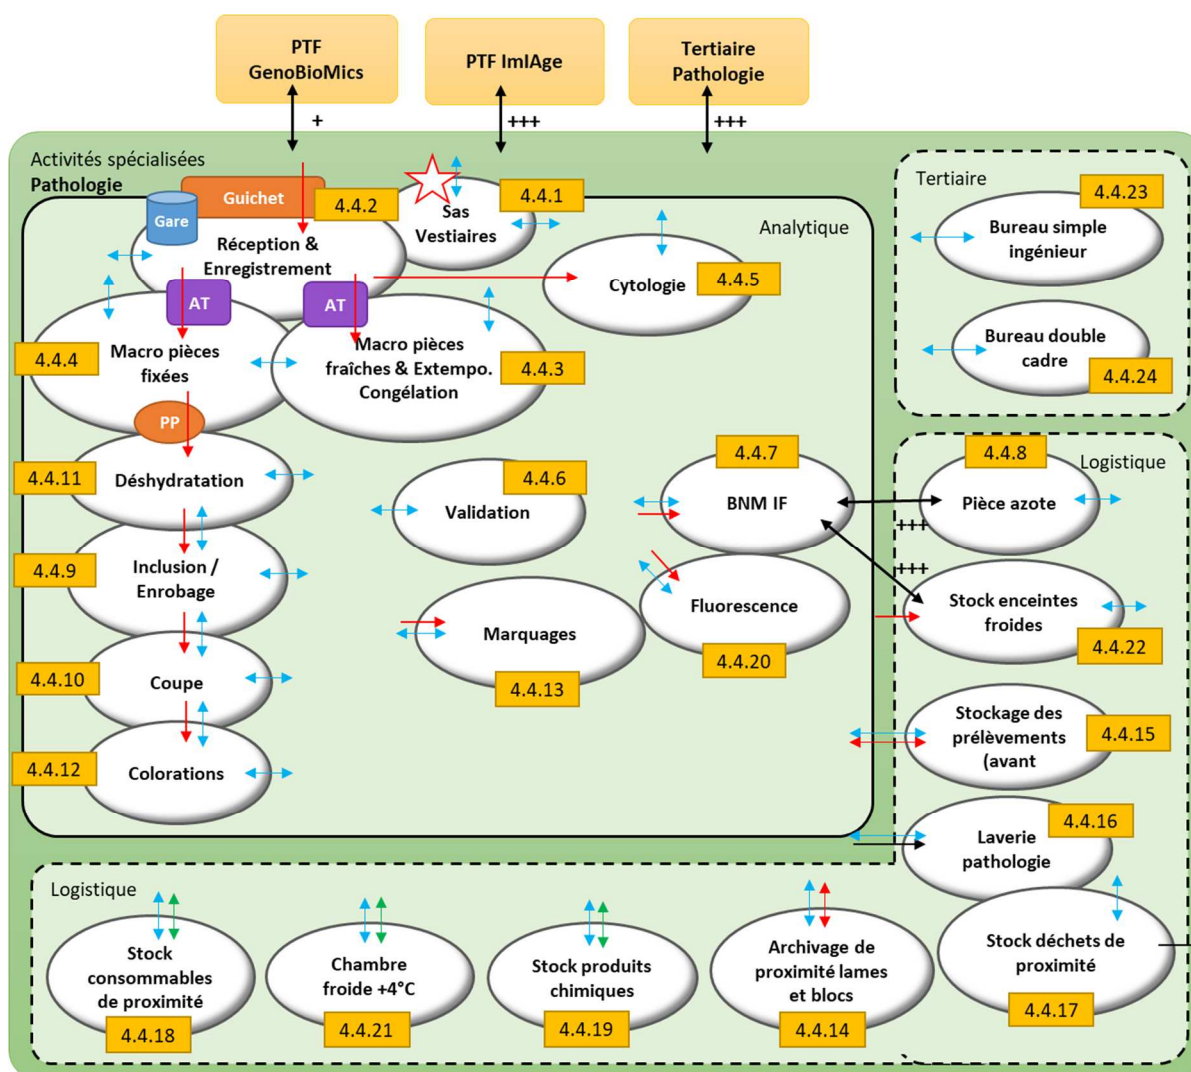 PTF
GenoBioMics
PTF ImIAge
Tertiaire
Pathologie
+
+++
+++
Activités spécialisées
Pathologie
Guichet
Gare
4.4.2
Réception &
Enregistrement
4.4.1
Sas
Vestiaires
Analytique
Cytologie
4.4.5
AT
AT
4.4.4
Macro pièces
fixées
Macro pièces
fraîches & Extempo.
Congélation
4.4.3
PP
4.4.11
Déshydratation
4.4.9
Inclusion /
Enrobage
4.4.10
Coupe
4.4.12
Colorations
4.4.6
Validation
4.4.7
BNM IF
Marquages
4.4.13
Fluorescence
4.4.20
Tertiaire
4.4.23
Bureau simple
ingénieur
Bureau double
cadre
4.4.24
Logistique
4.4.8
Pièce azote
+++
+++
Stock enceintes
froides
4.4.22
Stockage des
prélèvements
(avant
4.4.15
4.4.16
Laverie
pathologie
Stock déchets de
proximité
4.4.17
Logistique
Stock
consommables
de proximité
4.4.18
Chambre
froide +4°C
4.4.21
Stock produits
chimiques
4.4.19
Archivage de
proximité lames
et blocs
4.4.14